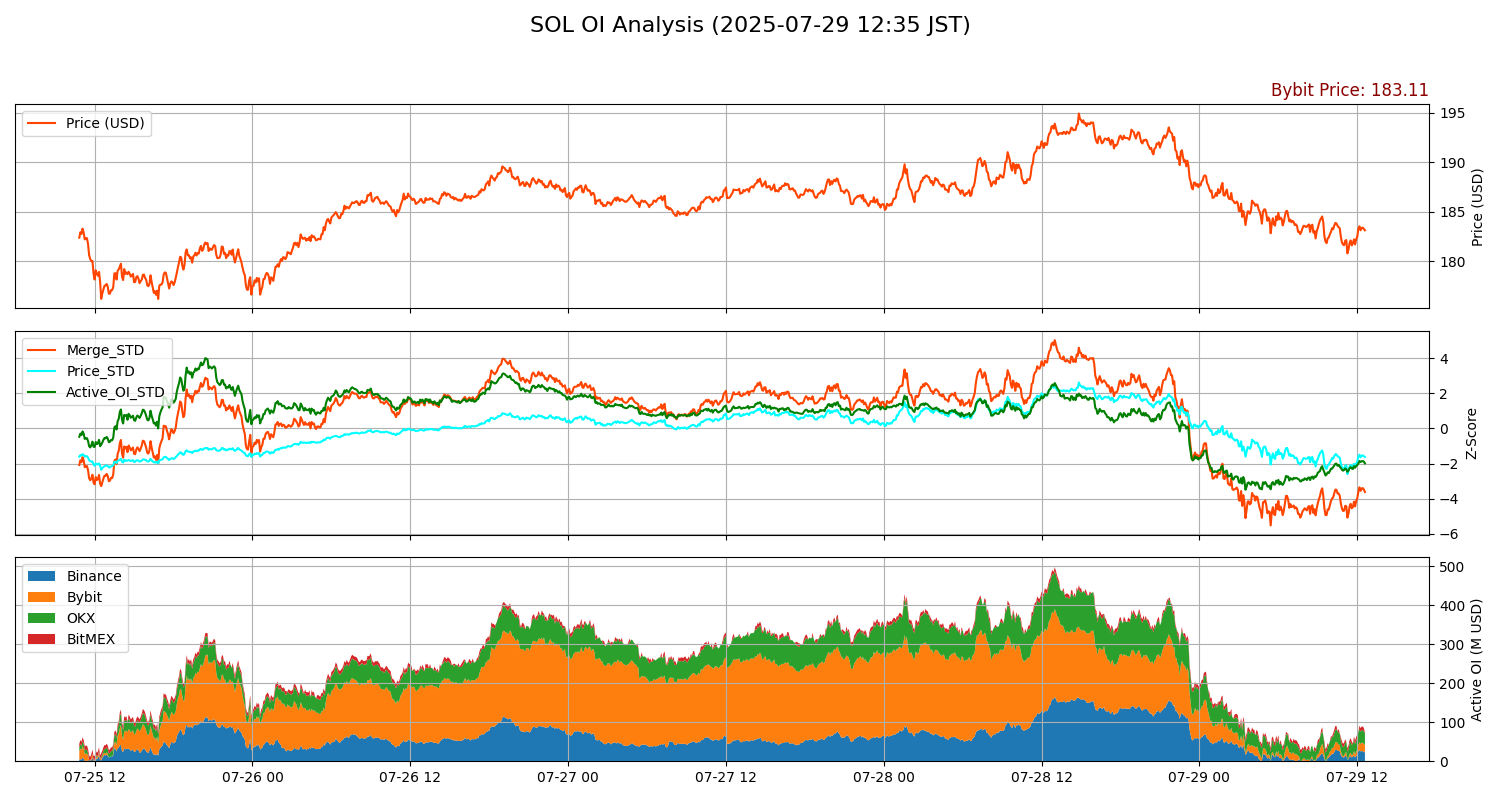 SOL OI Analysis (2025-07-29 12:35 JST)
Bybit Price: 183.11
Price (USD)
195
190
185
180
Price (USD)
Merge_STD
Price_STD
Active_OI_STD
4
2
0
−2
−4
−6
Z-Score
Binance
Bybit
OKX
BitMEX
500
400
300
200
100
0
Active OI (M USD)
07-25 12
07-26 00
07-26 12
07-27 00
07-27 12
07-28 00
07-28 12
07-29 00
07-29 12